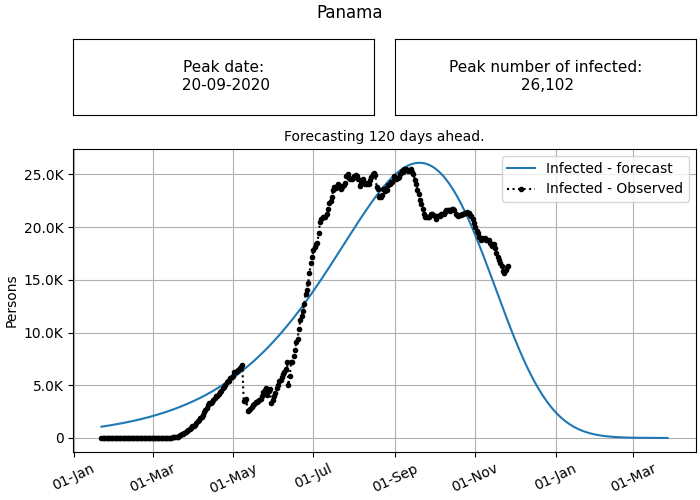 Panama
Peak date:
20-09-2020
Peak number of infected:
26,102
Forecasting 120 days ahead.
Infected - forecast
Infected - Observed
Persons
25.0K
20.0K
15.0K
10.0K
5.0K
0
01-Jan
01-Mar
01-May
01-Jul
01-Sep
01-Nov
01-Jan
01-Mar